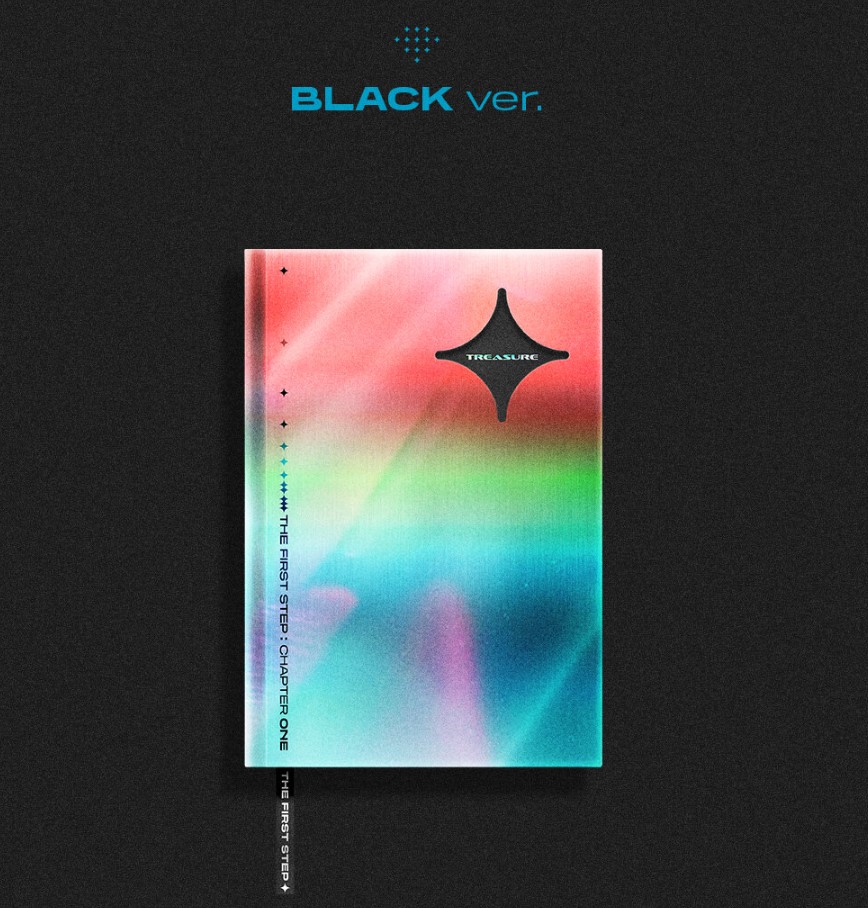 BLACK ver.
TREASURE
THE FIRST STEP : CHAPTER ONE
THE FIRST STEP